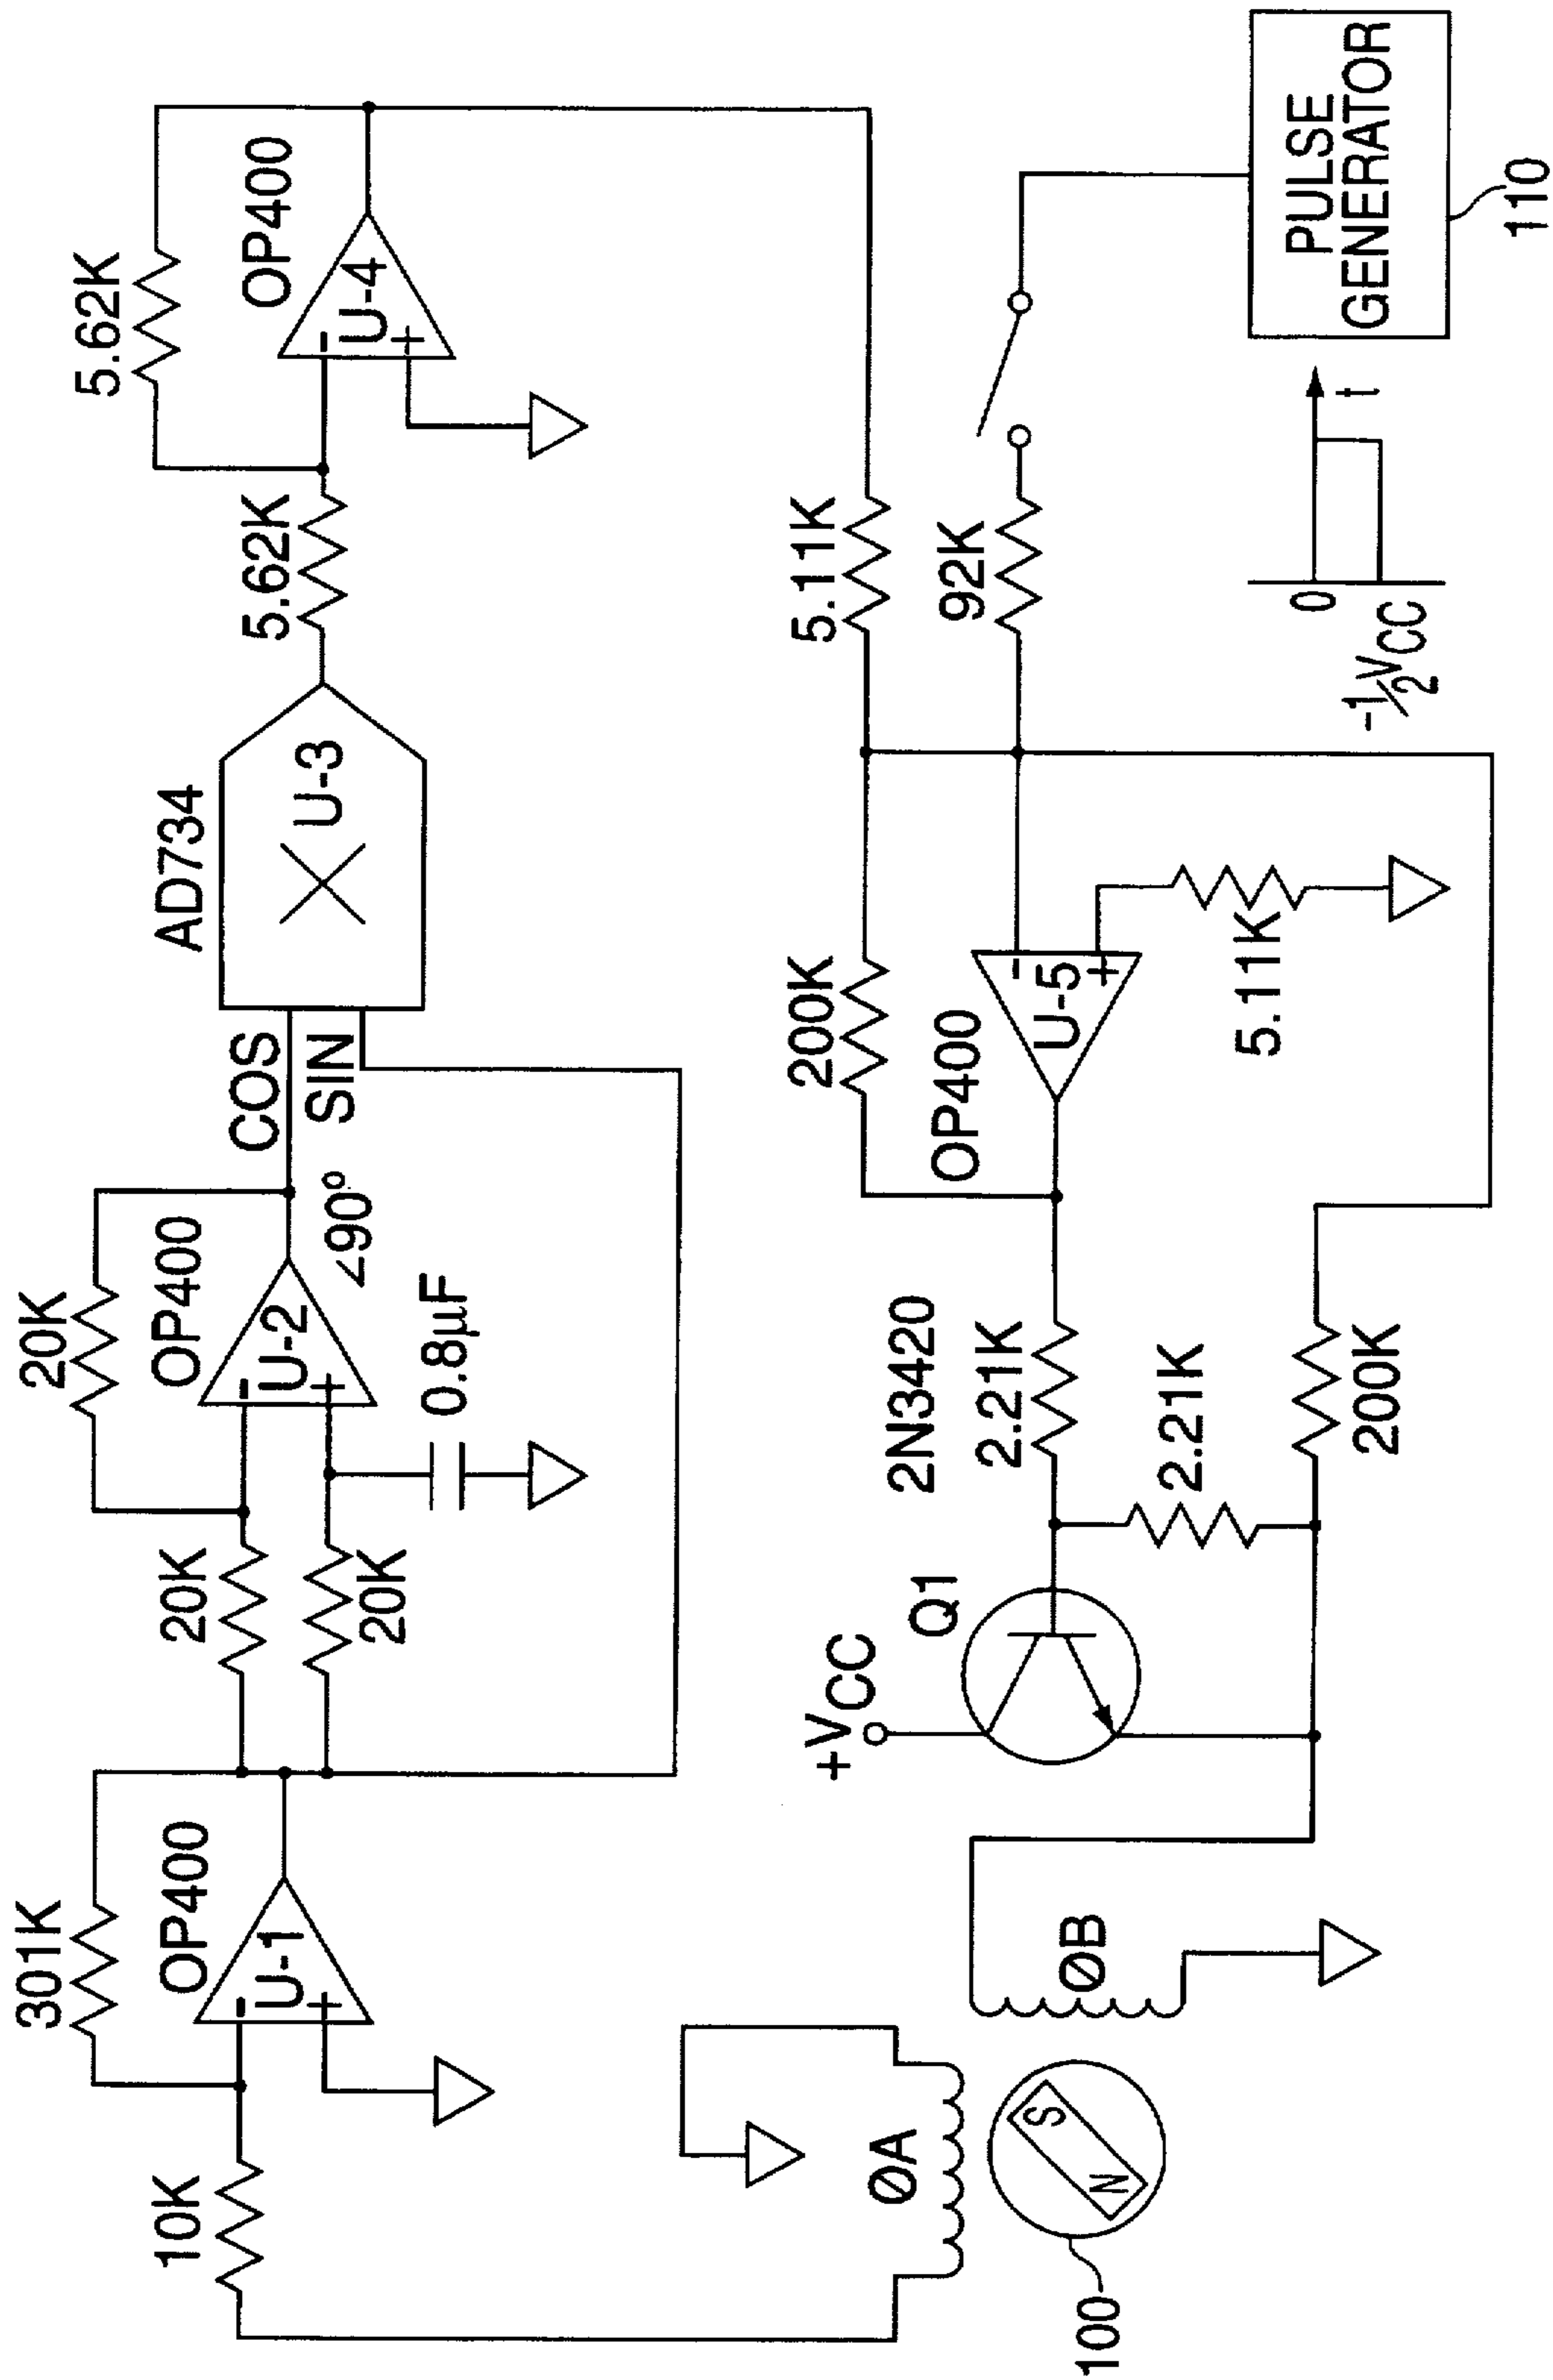 301K
10K
OP400
-
U-1
+
20K
20K
20K
OP400
-
U-2
+
<90°
0.8µF
COS
SIN
AD734
U-3
5.62K
5.62K
OP400
-
U-4
+
ØA
S
N
100
ØB
+VCC
Q1
2N3420
2.21K
2.21K
200K
200K
OP400
-
U-5
+
5.11K
5.11K
92K
0
-1/2VCC
t
PULSE
GENERATOR
110